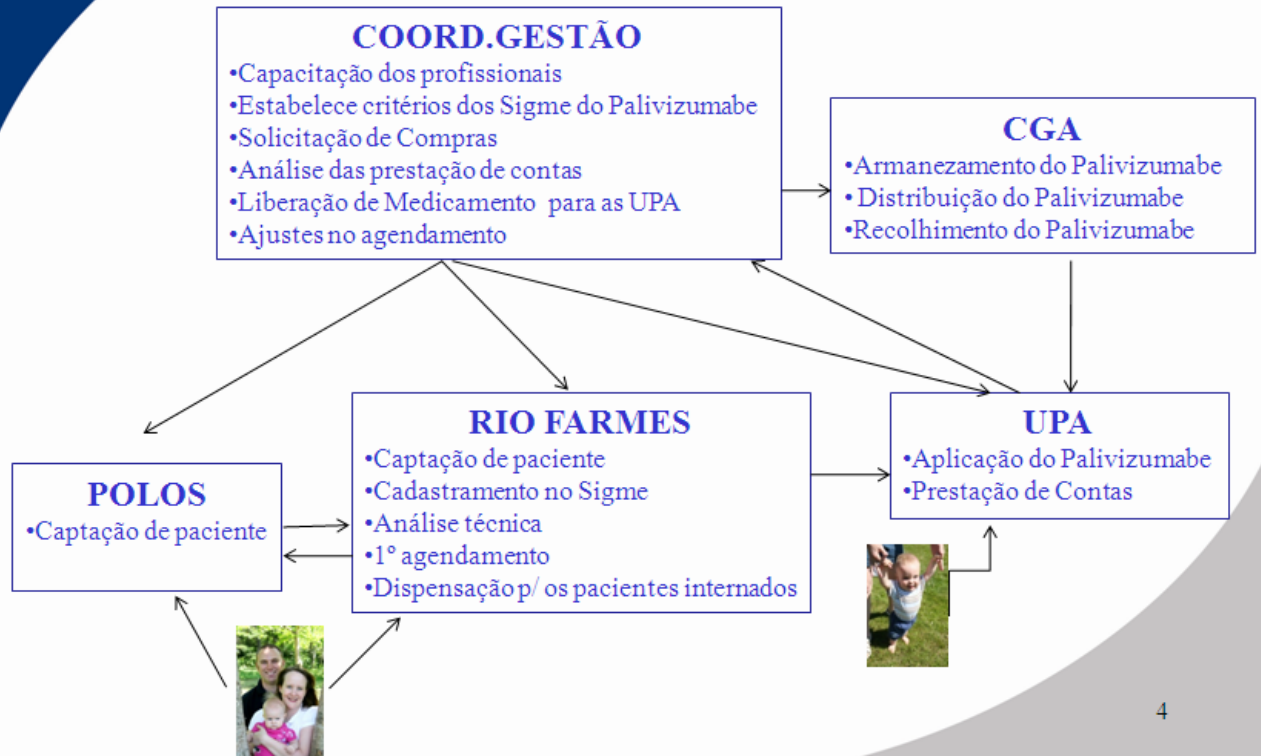 COORD.GESTÃO
•Capacitação dos profissionais
•Estabelece critérios dos Sigme do Palivizumabe
•Solicitação de Compras
•Análise das prestação de contas
•Liberação de Medicamento para as UPA
•Ajustes no agendamento
CGA
•Armanezamento do Palivizumabe
• Distribuição do Palivizumabe
•Recolhimento do Palivizumabe
POLOS
•Captação de paciente
RIO FARMES
•Captação de paciente
•Cadastramento no Sigme
•Análise técnica
•1º agendamento
•Dispensação p/ os pacientes internados
UPA
•Aplicação do Palivizumabe
•Prestação de Contas
4